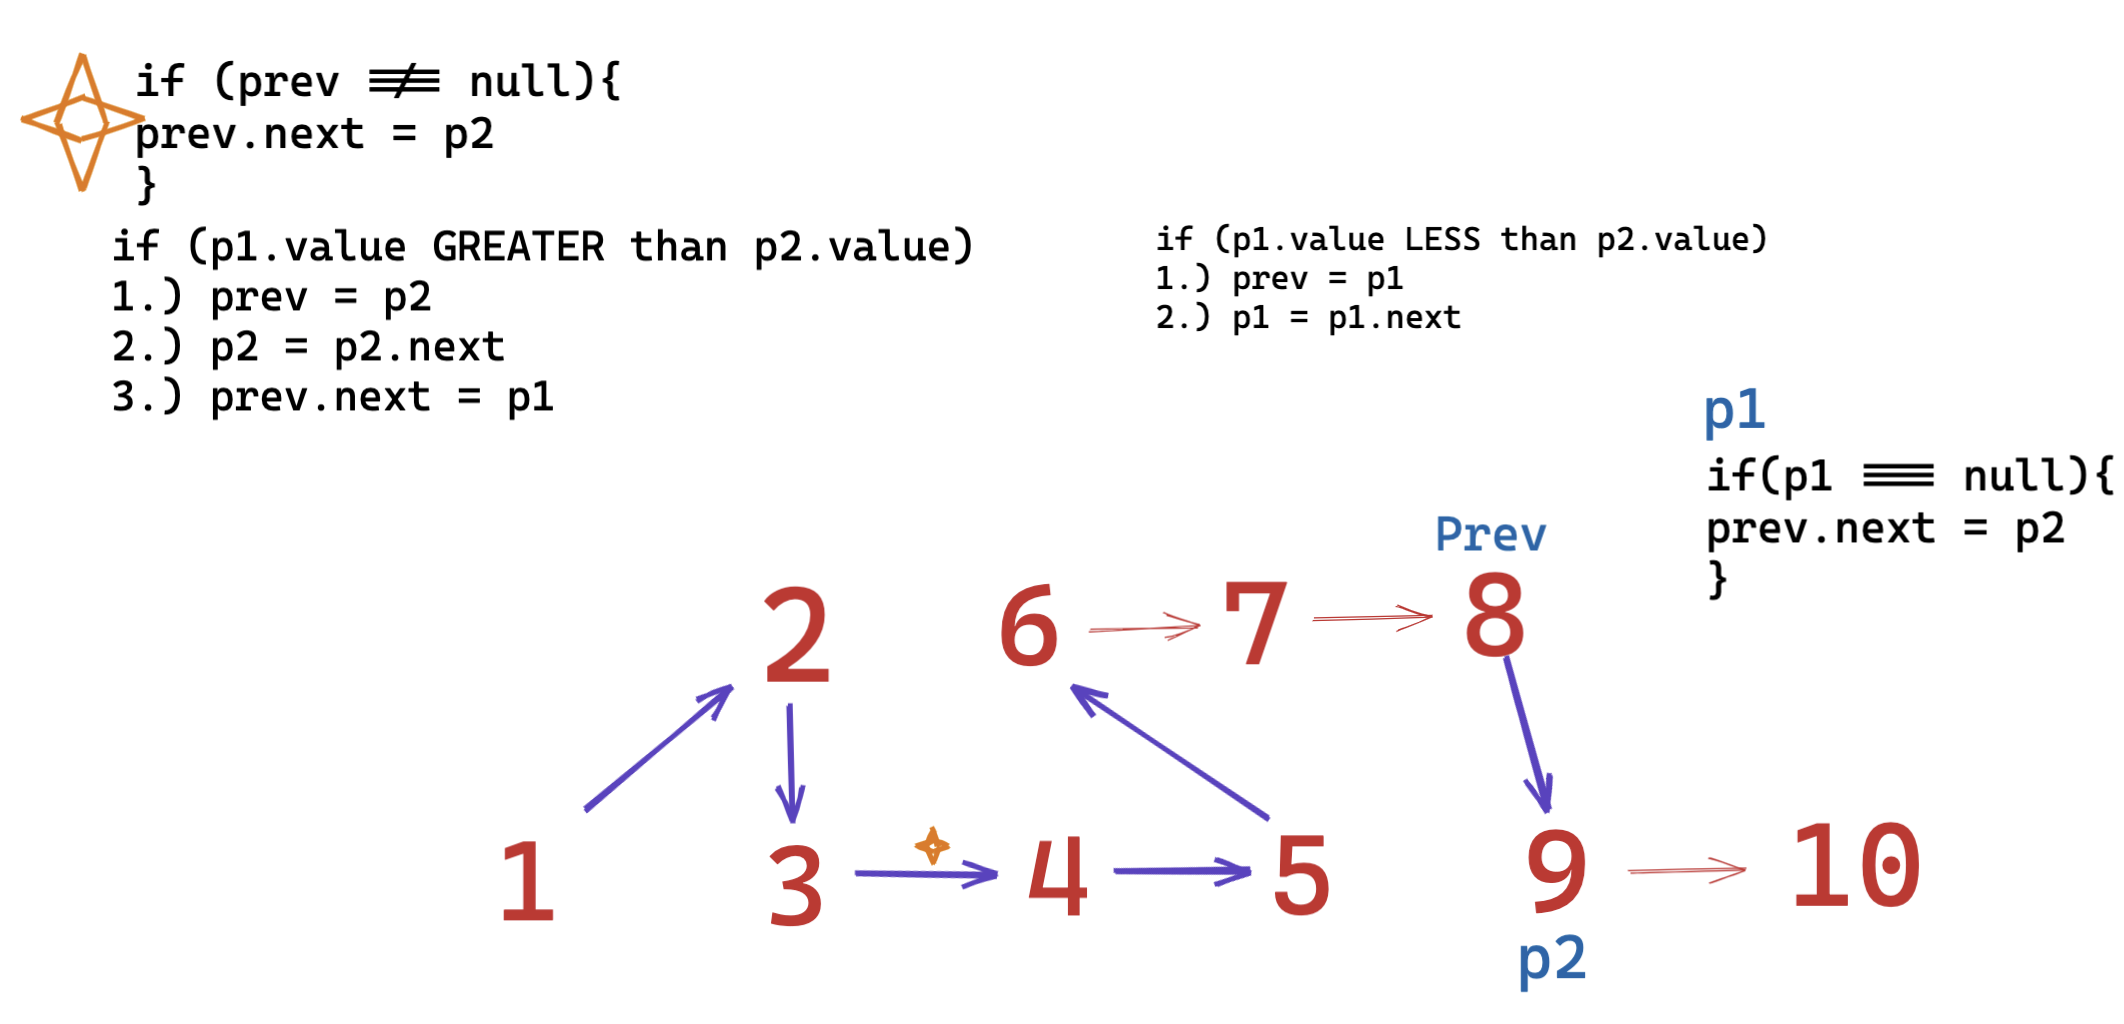 if (prev !== null){
prev.next = p2
}
if (p1.value GREATER than p2.value)
1.) prev = p2
2.) p2 = p2.next
3.) prev.next = p1
if (p1.value LESS than p2.value)
1.) prev = p1
2.) p1 = p1.next
p1
if(p1 === null){
prev.next = p2
}
Prev
2 6 7 8
1 3 4 5 9 10
p2